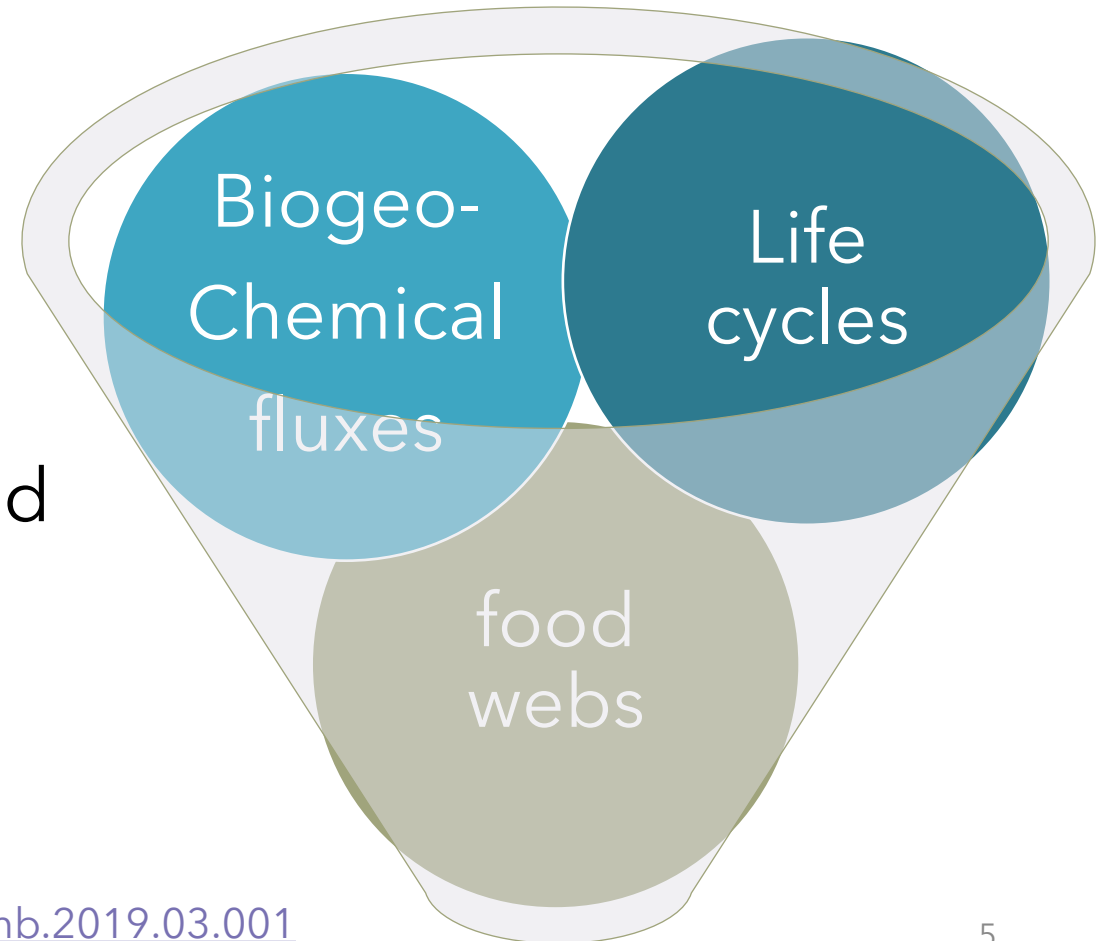 Biogeo-
Chemical
fluxes
Life
cycles
d
food
webs
nb.2019.03.001
5